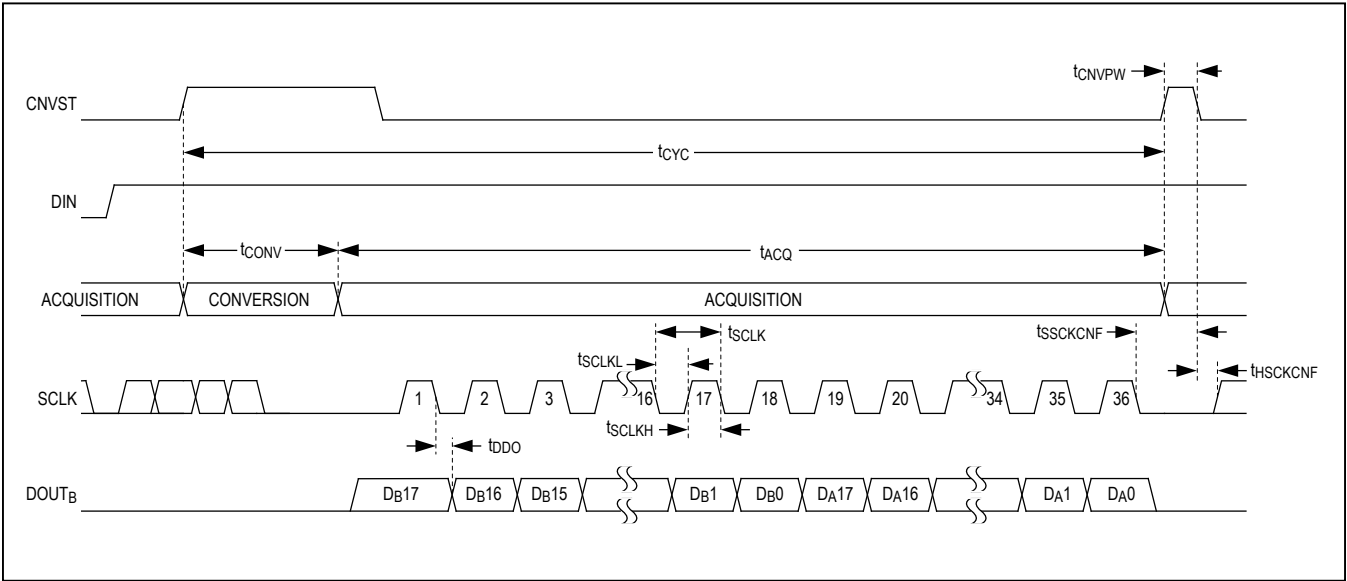 tCNVPW
CNVST
tCYC
DIN
tCONV
tACQ
ACQUISITION CONVERSION ACQUISITION
tSCLK tSSCKCNF
tSCLKL tHSCKCNF
SCLK 1 2 3 16 17 18 19 20 34 35 36
tSCLKH
tDDO
DOUTB DB17 DB16 DB15 DB1 DB0 DA17 DA16 DA1 DA0